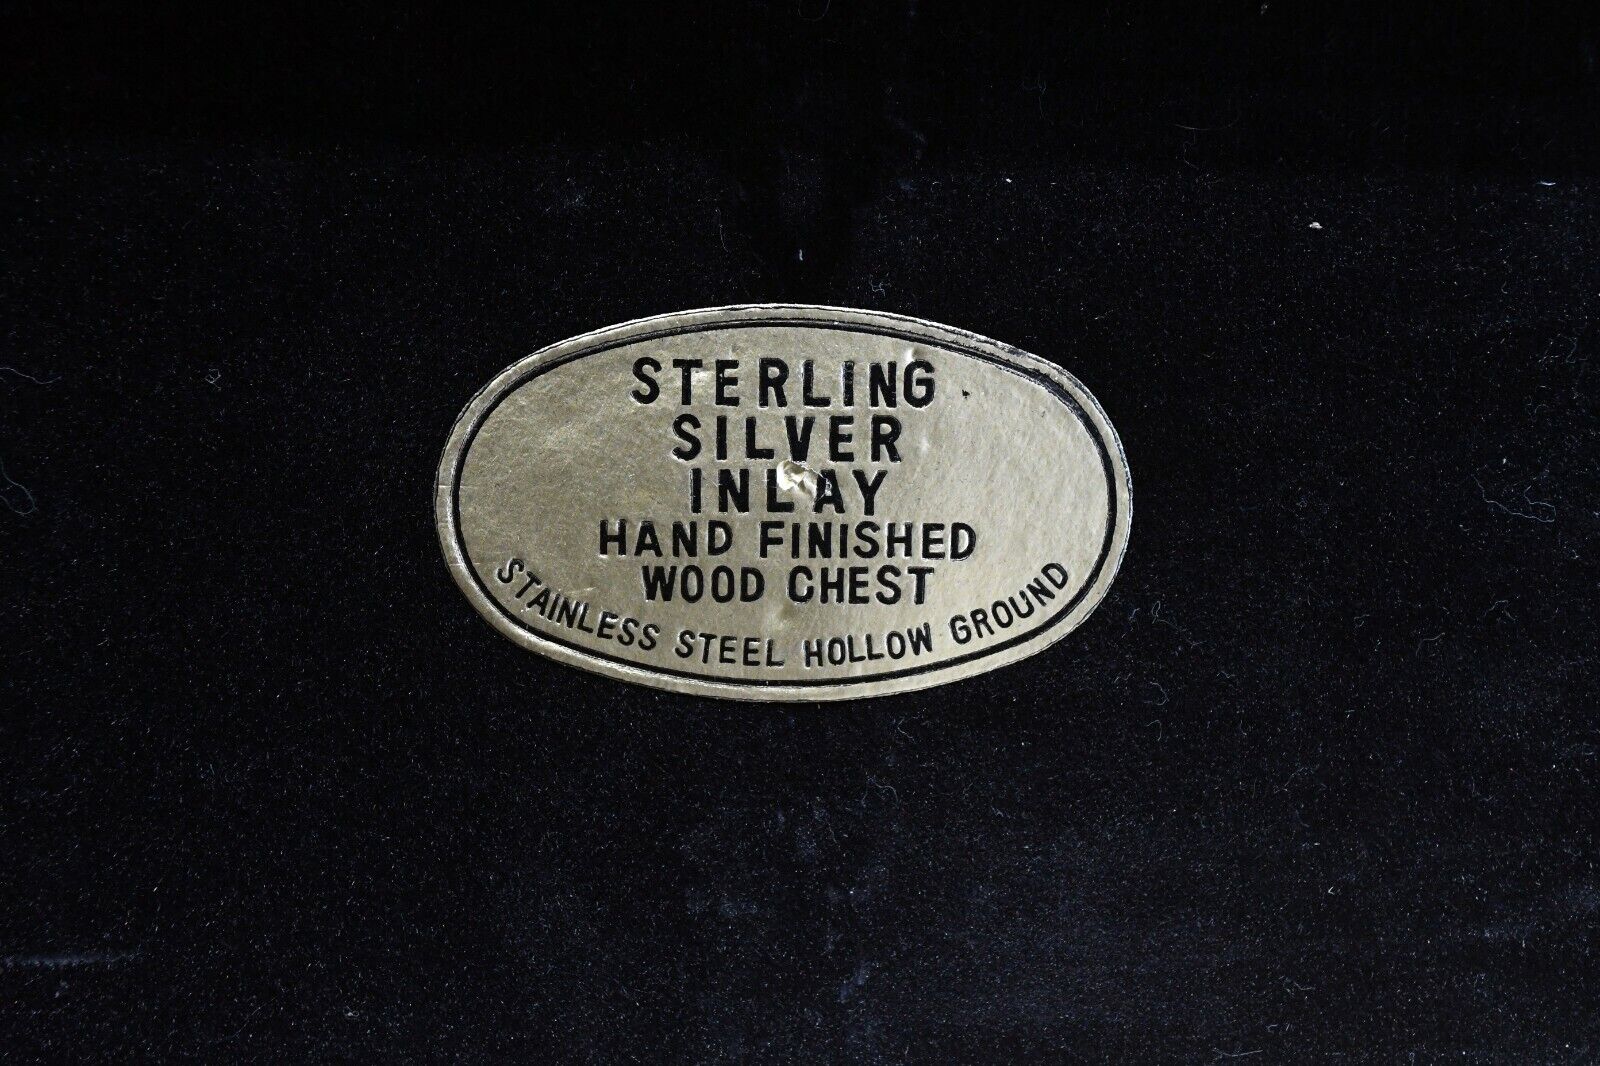 STERLING
SILVER
INLAY
HAND FINISHED
WOOD CHEST
STAINLESS STEEL HOLLOW GROUND